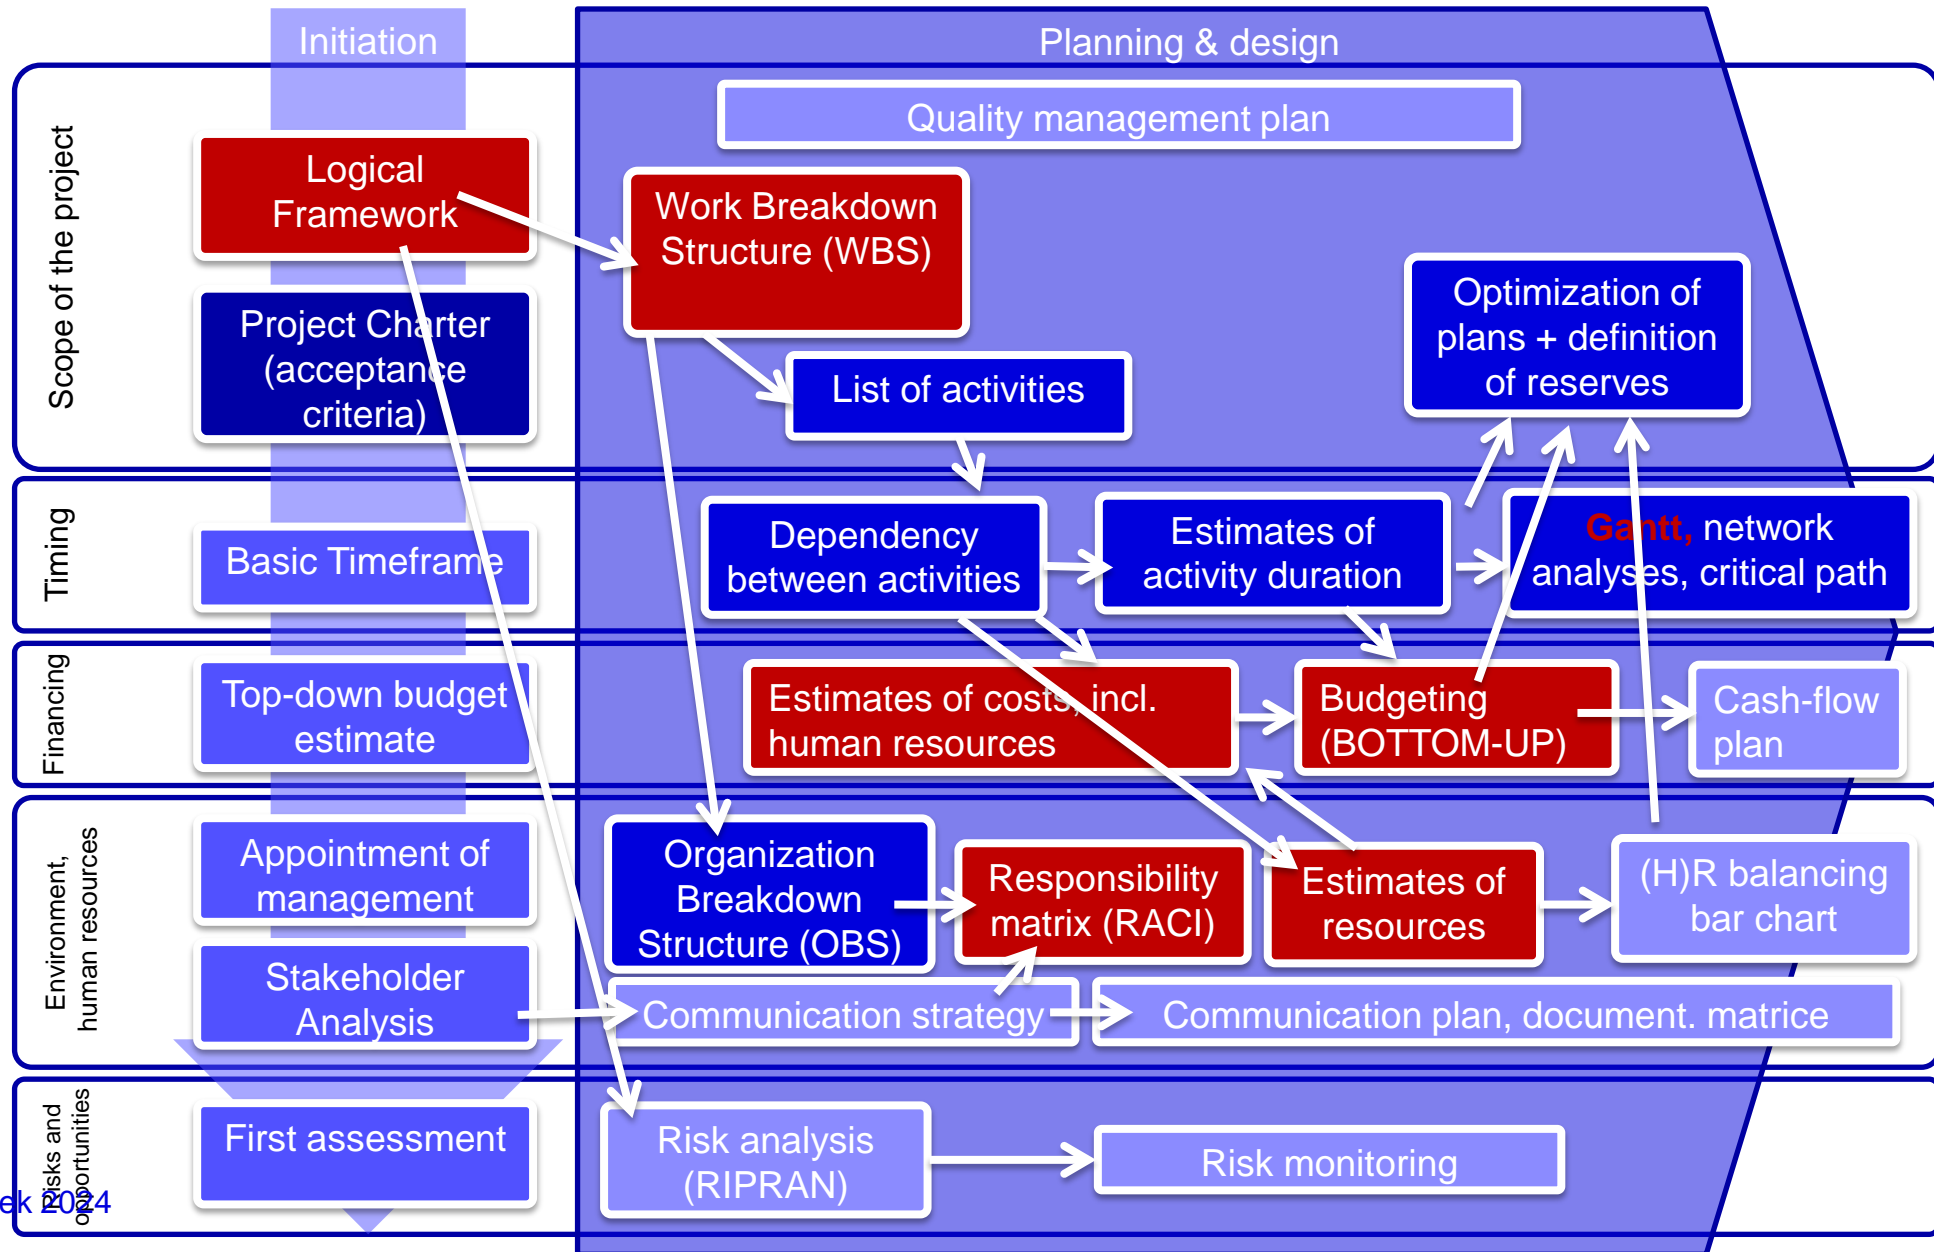 Initiation
Planning & design
Scope of the project
Quality management plan
Logical
Framework
Work Breakdown
Structure (WBS)
Project Charter
(acceptance
criteria)
List of activities
Optimization of
plans + definition
of reserves
Timing
Basic Timeframe
Dependency
between activities
Estimates of
activity duration
Gantt, network
analyses, critical path
Financing
Top-down budget
estimate
Estimates of costs, incl.
human resources
Budgeting
(BOTTOM-UP)
Cash-flow
plan
Environment,
human resources
Appointment of
management
Organization
Breakdown
Structure (OBS)
Responsibility
matrix (RACI)
Estimates of
resources
(H)R balancing
bar chart
Stakeholder
Analysis
Communication strategy
Communication plan, document. matrice
Risks and
opportunities
First assessment
Risk analysis
(RIPRAN)
Risk monitoring
ek 2024